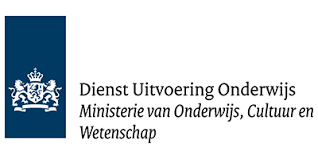 Dienst Uitvoering Onderwijs
Ministerie van Onderwijs, Cultuur en
Wetenschap